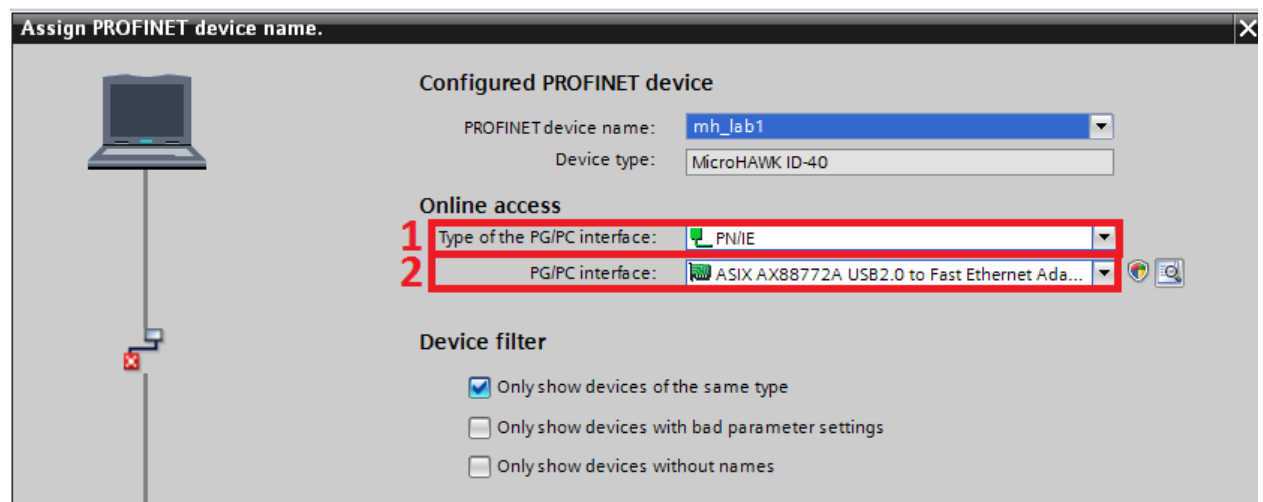 Assign PROFINET device name.
Configured PROFINET device
PROFINET device name: mh_lab1
Device type: MicroHAWK ID-40
Online access
1 Type of the PG/PC interface: PN/IE
2 PG/PC interface: ASIX AX88772A USB2.0 to Fast Ethernet Ada...
Device filter
Only show devices of the same type
Only show devices with bad parameter settings
Only show devices without names